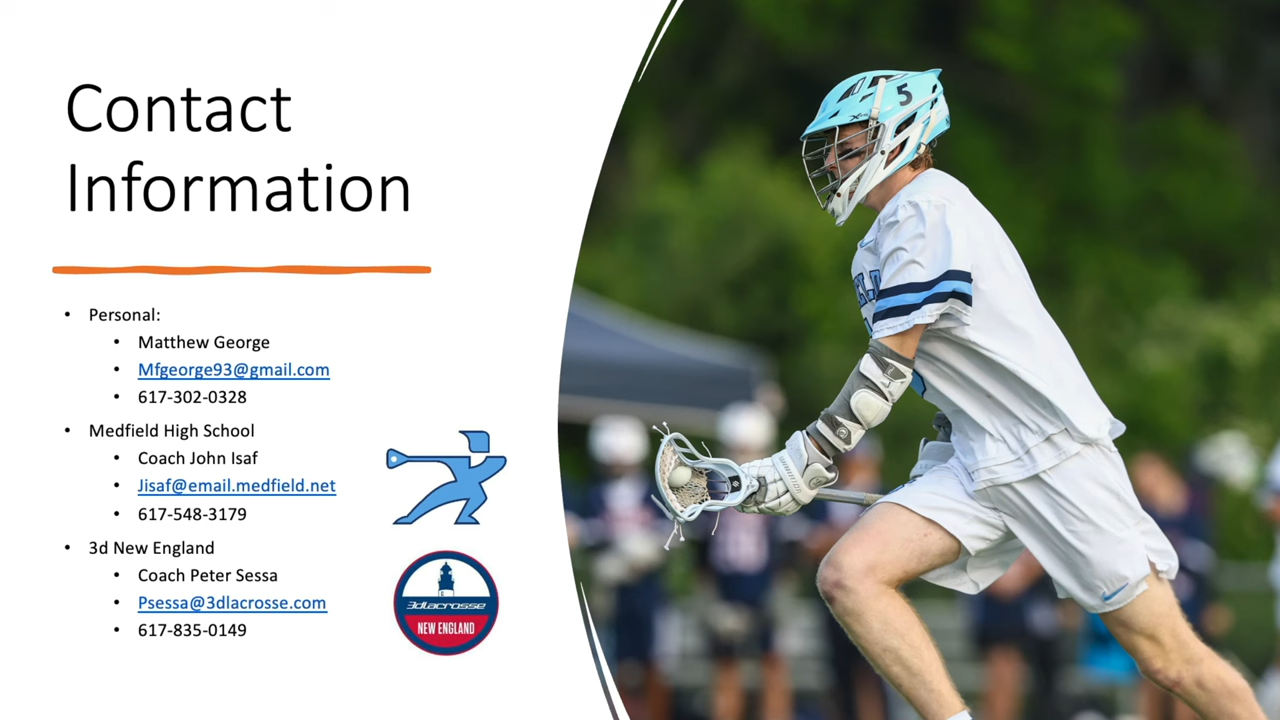 Contact
Information
Personal:
Matthew George
Mfgeorge93@gmail.com
617-302-0328
Medfield High School
Coach John Isaf
Jisaf@email.medfield.net
617-548-3179
3d New England
Coach Peter Sessa
Psessa@3dlacrosse.com
617-835-0149
3dlacrosse
NEW ENGLAND
5